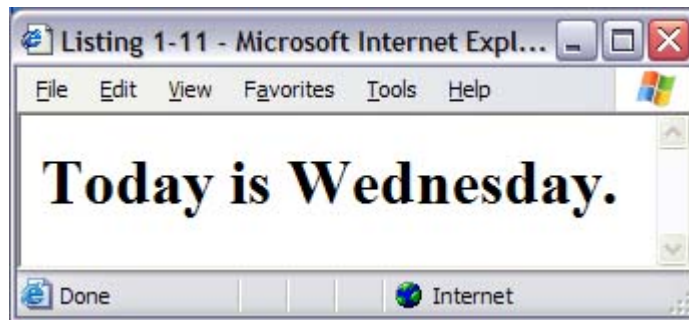 Listing 1-11 - Microsoft Internet Expl...
File Edit View Favorites Tools Help
Today is Wednesday.
Done Internet